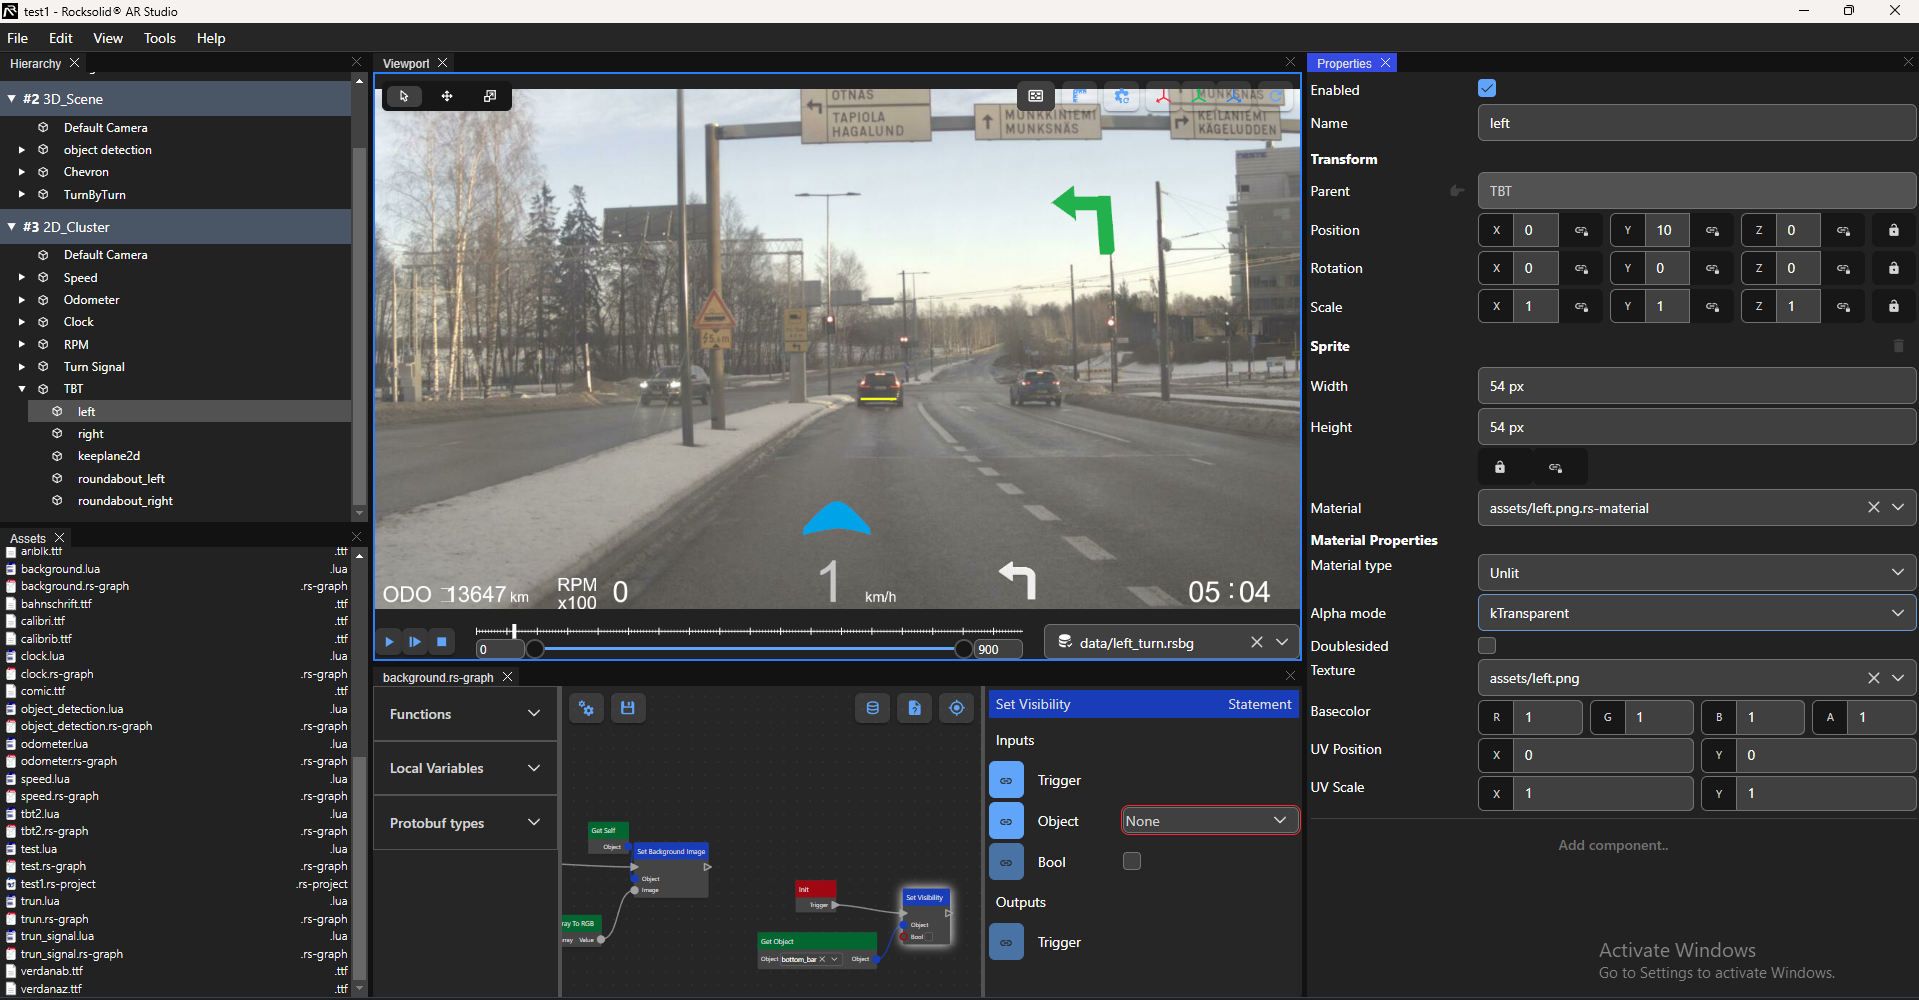 test1 - Rocksolid® AR Studio
File Edit View Tools Help
Hierarchy
#2 3D_Scene
Default Camera
object detection
Chevron
TurnByTurn
#3 2D_Cluster
Default Camera
Speed
Odometer
Clock
RPM
Turn Signal
TBT
left
right
keeplane2d
roundabout_left
roundabout_right
Assets
ariblk.ttf .ttf
background.lua .lua
background.rs-graph .rs-graph
bahnschrift.ttf .ttf
calibri.ttf .ttf
calibrib.ttf .ttf
clock.lua .lua
clock.rs-graph .rs-graph
comic.ttf .ttf
object_detection.lua .lua
object_detection.rs-graph .rs-graph
odometer.lua .lua
odometer.rs-graph .rs-graph
speed.lua .lua
speed.rs-graph .rs-graph
tbt2.lua .lua
tbt2.rs-graph .rs-graph
test.lua .lua
test.rs-graph .rs-graph
test1.rs-project .rs-project
trun.lua .lua
trun.rs-graph .rs-graph
trun_signal.lua .lua
trun_signal.rs-graph .rs-graph
verdanab.ttf .ttf
verdanaz.ttf .ttf
Viewport
OTNÄS
TAPIOLA
HAGALUND
MUNKKINIEMI
MUNKSNÄS
MUNKSNÄS
KEILANIEMI
KÄGELUDDEN
5.5 km
ODO 13647 km
RPM
x100 0
1 km/h
05 : 04
0
900
data/left_turn.rsbg
background.rs-graph
Functions
Local Variables
Protobuf types
Get Self
Object
Set Background Image
Object
Image
ray To RGB
Value
Init
Trigger
Get Object
Object bottom_bar Object
Set Visibility
Object
Bool
Set Visibility Statement
Inputs
Trigger
Object None
Bool
Outputs
Trigger
Properties
Enabled
Name left
Transform
Parent TBT
Position X 0 Y 10 Z 0
Rotation X 0 Y 0 Z 0
Scale X 1 Y 1 Z 1
Sprite
Width 54 px
Height 54 px
Material assets/left.png.rs-material
Material Properties
Material type Unlit
Alpha mode kTransparent
Doublesided
Texture assets/left.png
Basecolor R 1 G 1 B 1 A 1
UV Position X 0 Y 0
UV Scale X 1 Y 1
Add component..
Activate Windows
Go to Settings to activate Windows.